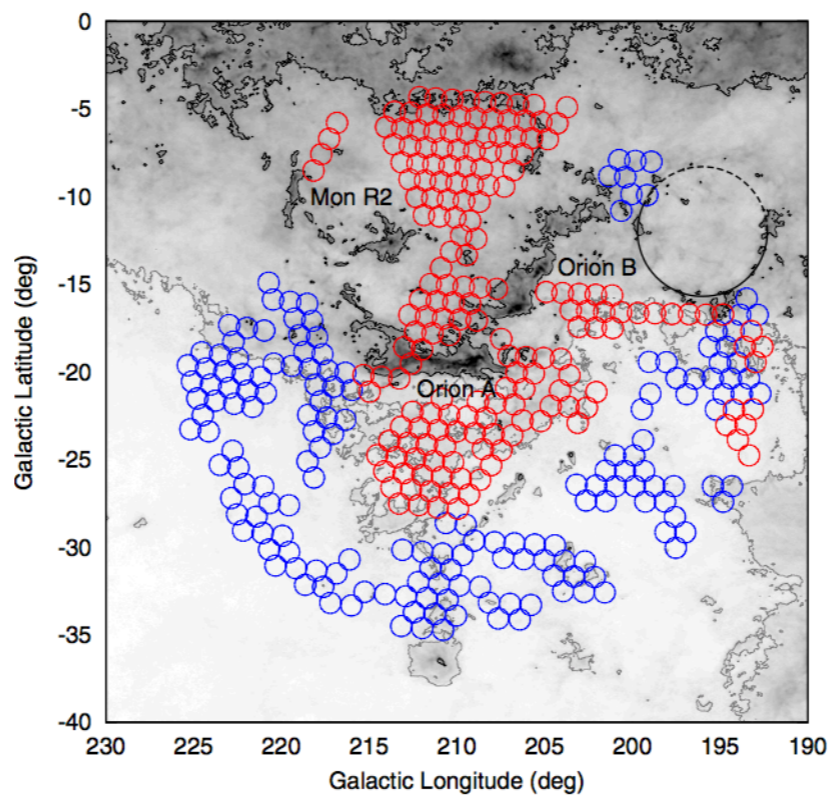 0
-5
-10
-15
-20
-25
-30
-35
-40
Galactic Latitude (deg)
Mon R2
Orion B
Orion A
230 225 220 215 210 205 200 195 190
Galactic Longitude (deg)